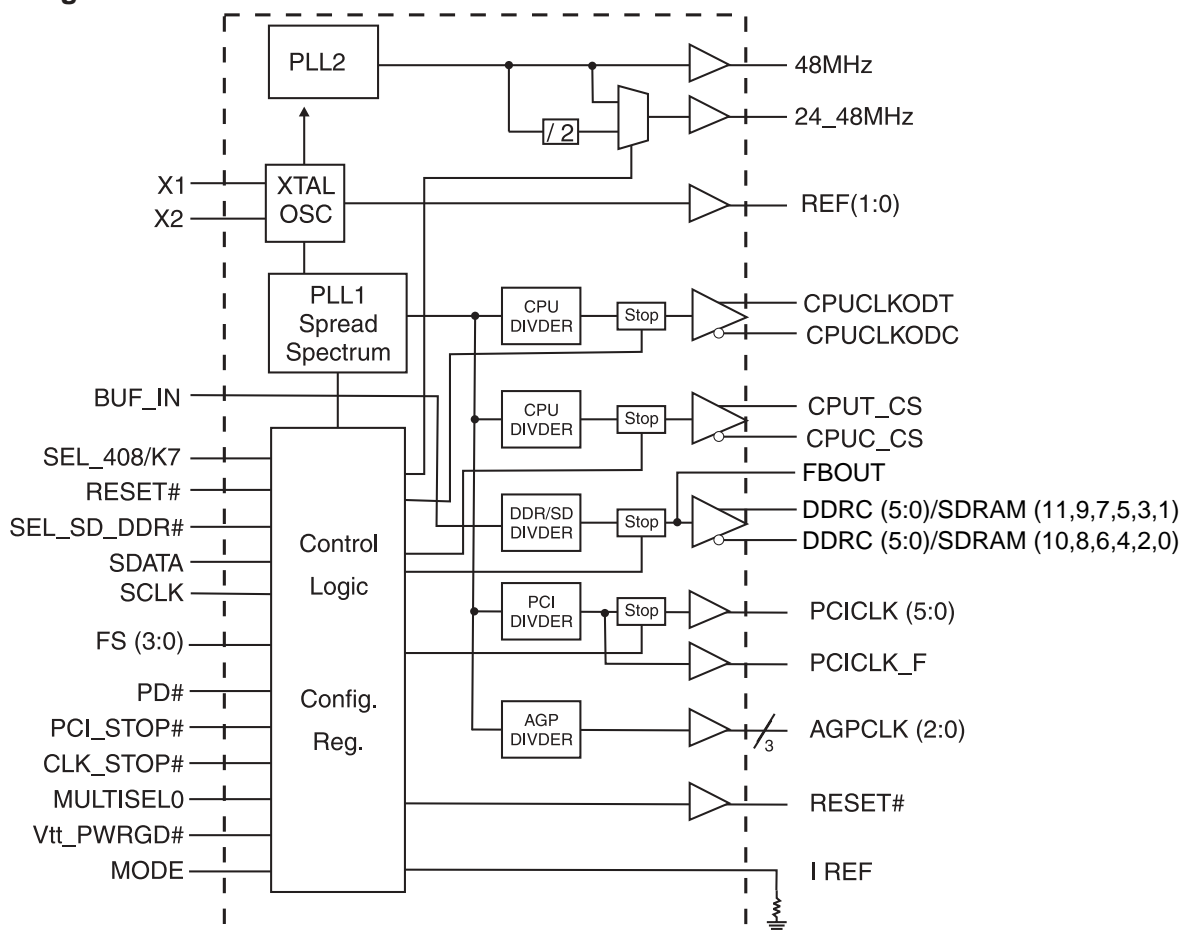 PLL2
48MHz
/ 2
24_48MHz
X1
X2
XTAL
OSC
REF(1:0)
PLL1
Spread
Spectrum
CPU
DIVDER
Stop
CPUCLKODT
CPUCLKODC
BUF_IN
CPU
DIVDER
Stop
CPUT_CS
CPUC_CS
SEL_408/K7
RESET#
SEL_SD_DDR#
SDATA
SCLK
FS (3:0)
PD#
PCI_STOP#
CLK_STOP#
MULTISEL0
Vtt_PWRGD#
MODE
Control
Logic
Config.
Reg.
FBOUT
DDR/SD
DIVDER
Stop
DDRC (5:0)/SDRAM (11,9,7,5,3,1)
DDRC (5:0)/SDRAM (10,8,6,4,2,0)
PCI
DIVDER
Stop
PCICLK (5:0)
PCICLK_F
AGP
DIVDER
3
AGPCLK (2:0)
RESET#
I REF